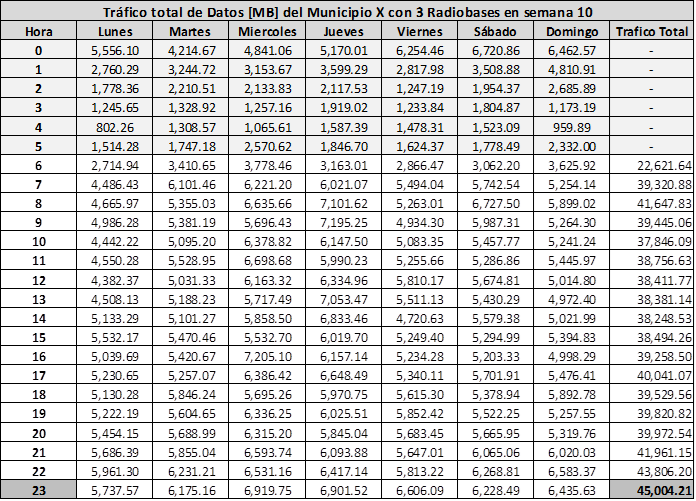 Tráfico total de Datos [MB] del Municipio X con 3 Radiobases en semana 10
Hora Lunes Martes Miercoles Jueves Viernes Sábado Domingo Trafico Total
0 5,556.10 4,214.67 4,841.06 5,170.01 6,254.46 6,720.86 6,462.57 -
1 2,760.29 3,244.72 3,153.67 3,599.29 2,817.98 3,508.88 4,810.91 -
2 1,778.36 2,210.51 2,133.83 2,117.53 1,247.19 1,954.37 2,685.89 -
3 1,245.65 1,328.92 1,257.16 1,919.02 1,233.84 1,804.87 1,173.19 -
4 802.26 1,308.57 1,065.61 1,587.39 1,478.31 1,523.09 959.89 -
5 1,514.28 1,747.18 2,570.62 1,846.70 1,624.37 1,778.49 2,332.00 -
6 2,714.94 3,410.65 3,778.46 3,163.01 2,866.47 3,062.20 3,625.92 22,621.64
7 4,486.43 6,101.46 6,221.20 6,021.07 5,494.04 5,742.54 5,254.14 39,320.88
8 4,665.97 5,355.03 6,635.66 7,101.62 5,263.01 6,727.50 5,899.02 41,647.83
9 4,986.28 5,381.19 5,696.43 7,195.25 4,934.30 5,987.31 5,264.30 39,445.06
10 4,442.22 5,095.20 6,378.82 6,147.50 5,083.35 5,457.77 5,241.24 37,846.09
11 4,550.28 5,528.95 6,698.68 5,990.23 5,255.66 5,286.86 5,445.97 38,756.63
12 4,382.37 5,031.33 6,163.32 6,334.96 5,810.17 5,674.81 5,014.80 38,411.77
13 4,508.13 5,188.23 5,717.49 7,053.47 5,511.13 5,430.29 4,972.40 38,381.14
14 5,133.29 5,101.27 5,858.50 6,833.46 4,720.63 5,579.38 5,021.99 38,248.53
15 5,532.17 5,470.46 5,532.70 6,019.70 5,249.40 5,294.99 5,394.83 38,494.26
16 5,039.69 5,420.67 7,205.10 6,157.14 5,234.28 5,203.33 4,998.29 39,258.50
17 5,230.65 5,257.07 6,386.42 6,648.49 5,340.11 5,701.91 5,476.41 40,041.07
18 5,130.28 5,846.24 5,695.26 5,970.75 5,615.30 5,378.94 5,892.78 39,529.56
19 5,222.19 5,604.65 6,336.25 6,025.51 5,852.42 5,522.25 5,257.55 39,820.82
20 5,454.15 5,688.99 6,315.20 5,845.04 5,683.45 5,665.95 5,319.76 39,972.54
21 5,686.39 5,855.04 6,593.74 6,093.88 5,647.01 6,065.06 6,020.03 41,961.15
22 5,961.30 6,231.21 6,531.16 6,417.14 5,813.22 6,268.81 6,583.37 43,806.20
23 5,737.57 6,175.16 6,919.75 6,901.52 6,606.09 6,228.49 6,435.63 45,004.21